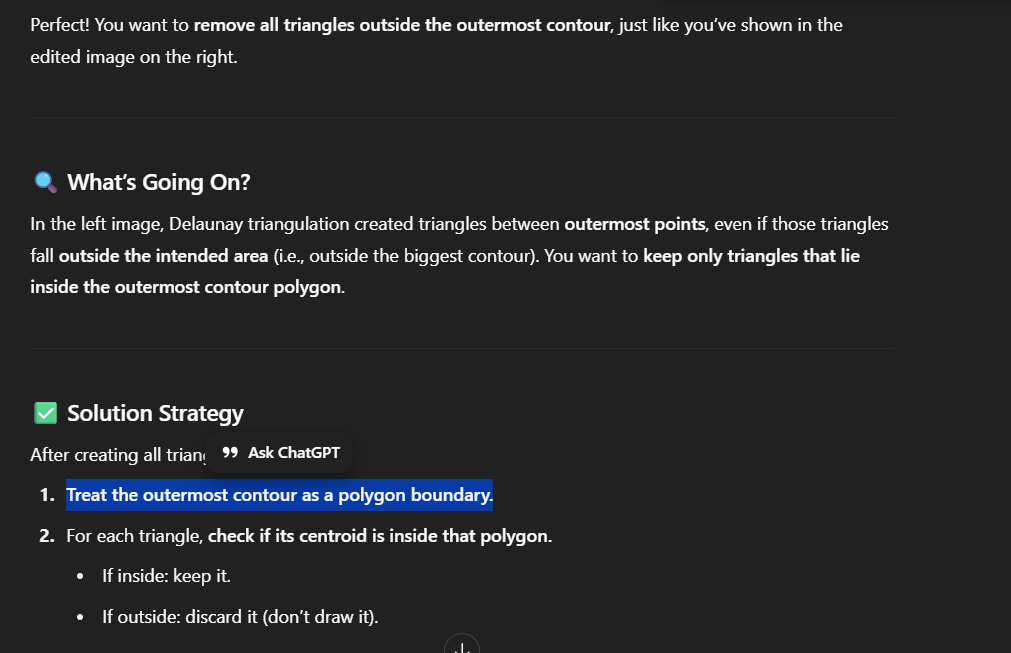 Perfect! You want to remove all triangles outside the outermost contour, just like you’ve shown in the
edited image on the right.
What’s Going On?
In the left image, Delaunay triangulation created triangles between outermost points, even if those triangles
fall outside the intended area (i.e., outside the biggest contour). You want to keep only triangles that lie
inside the outermost contour polygon.
Solution Strategy
After creating all
Ask ChatGPT
1. Treat the outermost contour as a polygon boundary.
2. For each triangle, check if its centroid is inside that polygon.
• If inside: keep it.
• If outside: discard it (don’t draw it).